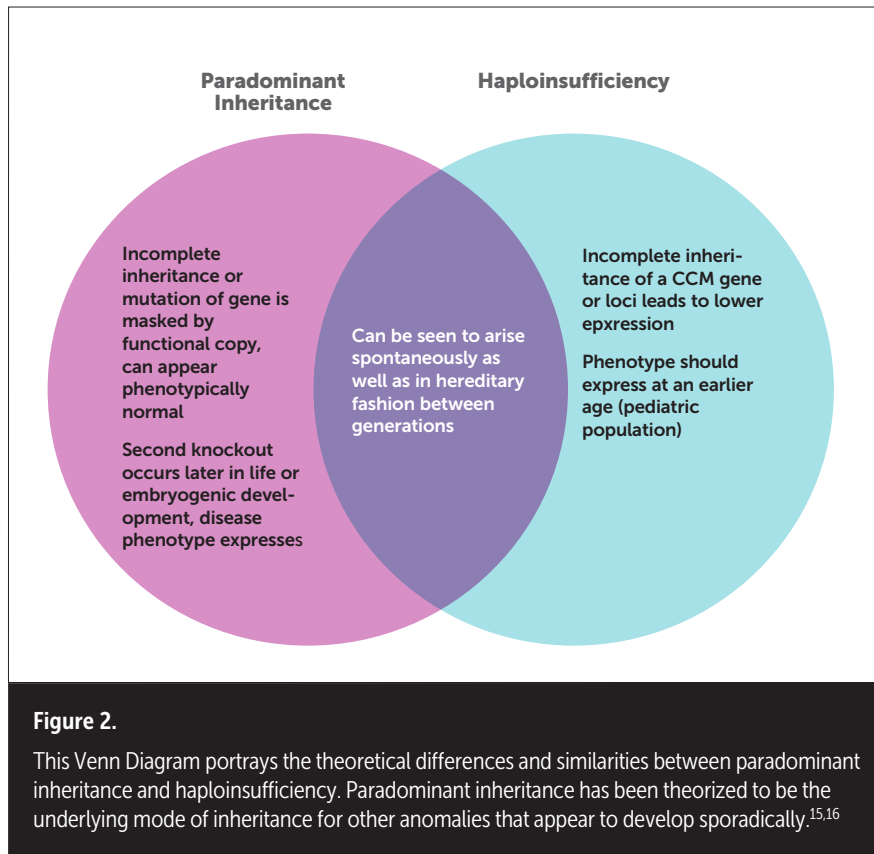 Paradominant
Inheritance
Haploinsufficiency
Incomplete
inheritance or
mutation of gene is
masked by
functional copy,
can appear
phenotypically
normal
Second knockout
occurs later in life or
embryogenic devel-
opment, disease
phenotype expresses
Can be seen to arise
spontaneously as
well as in hereditary
fashion between
generations
Incomplete inheri-
tance of a CCM gene
or loci leads to lower
epxression
Phenotype should
express at an earlier
age (pediatric
population)
Figure 2.
This Venn Diagram portrays the theoretical differences and similarities between paradominant
inheritance and haploinsufficiency. Paradominant inheritance has been theorized to be the
underlying mode of inheritance for other anomalies that appear to develop sporadically.15,16